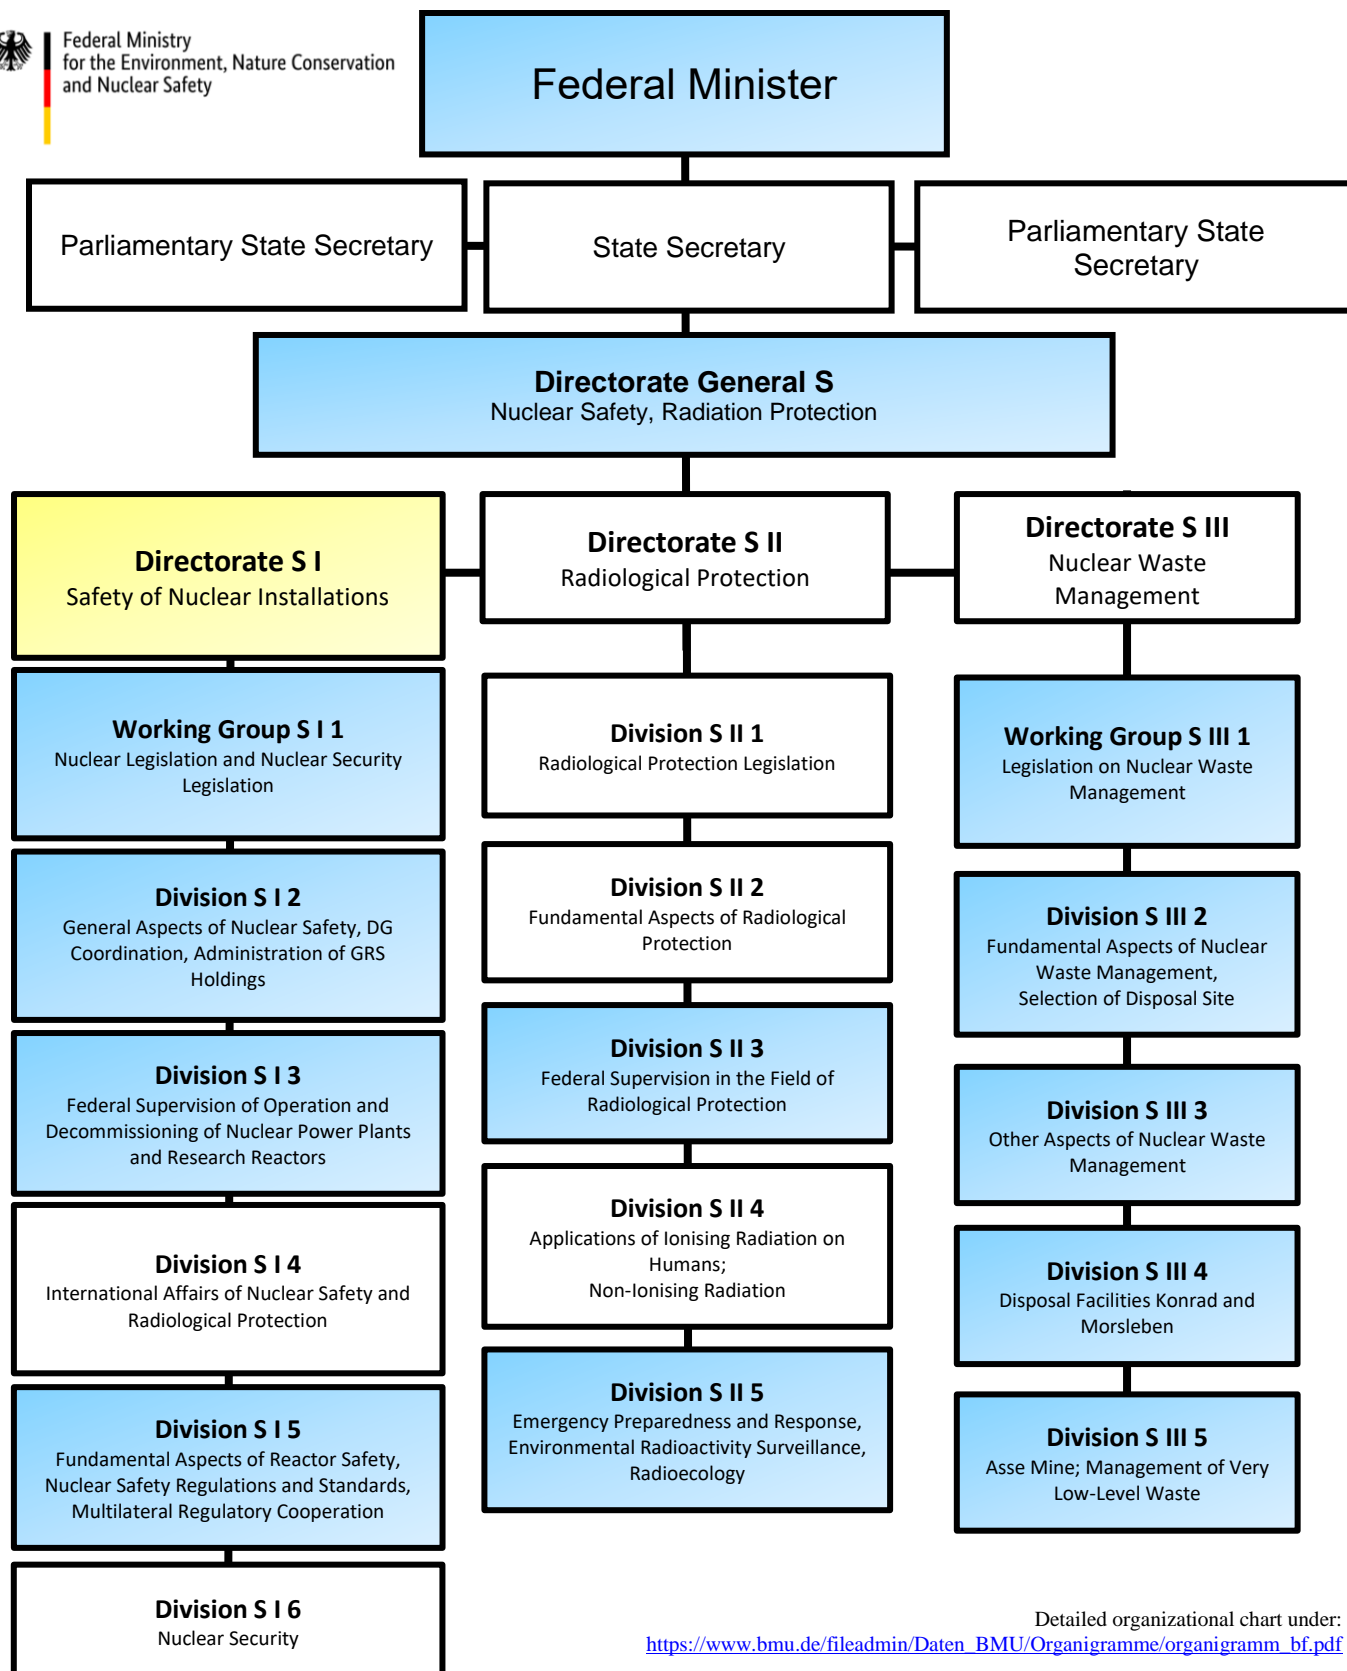 Federal Ministry
for the Environment, Nature Conservation
and Nuclear Safety
Federal Minister
Parliamentary State Secretary
State Secretary
Parliamentary State
Secretary
Directorate General S
Nuclear Safety, Radiation Protection
Directorate S I
Safety of Nuclear Installations
Directorate S II
Radiological Protection
Directorate S III
Nuclear Waste
Management
Working Group S I 1
Nuclear Legislation and Nuclear Security
Legislation
Division S I 2
General Aspects of Nuclear Safety, DG
Coordination, Administration of GRS
Holdings
Division S I 3
Federal Supervision of Operation and
Decommissioning of Nuclear Power Plants
and Research Reactors
Division S I 4
International Affairs of Nuclear Safety and
Radiological Protection
Division S I 5
Fundamental Aspects of Reactor Safety,
Nuclear Safety Regulations and Standards,
Multilateral Regulatory Cooperation
Division S I 6
Nuclear Security
Division S II 1
Radiological Protection Legislation
Division S II 2
Fundamental Aspects of Radiological
Protection
Division S II 3
Federal Supervision in the Field of
Radiological Protection
Division S II 4
Applications of Ionising Radiation on
Humans;
Non-Ionising Radiation
Division S II 5
Emergency Preparedness and Response,
Environmental Radioactivity Surveillance,
Radioecology
Working Group S III 1
Legislation on Nuclear Waste
Management
Division S III 2
Fundamental Aspects of Nuclear
Waste Management,
Selection of Disposal Site
Division S III 3
Other Aspects of Nuclear Waste
Management
Division S III 4
Disposal Facilities Konrad and
Morsleben
Division S III 5
Asse Mine; Management of Very
Low-Level Waste
Detailed organizational chart under:
https://www.bmu.de/fileadmin/Daten_BMU/Organigramme/organigramm_bf.pdf